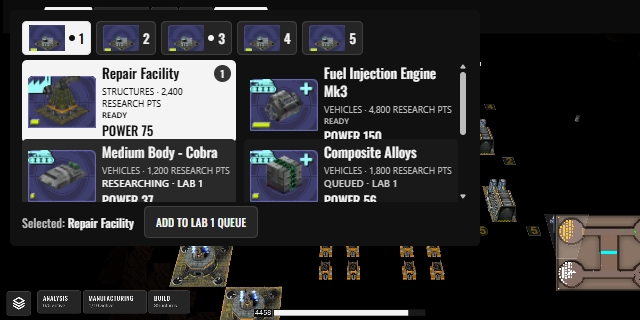 1
2
3
4
5
Repair Facility
1
STRUCTURES · 2,400
RESEARCH PTS
READY
POWER 75
Fuel Injection Engine
Mk3
VEHICLES · 4,800 RESEARCH PTS
READY
POWER 150
Medium Body - Cobra
VEHICLES · 1,200 RESEARCH PTS
RESEARCHING · LAB 1
POWER 37
Composite Alloys
VEHICLES · 1,800 RESEARCH PTS
QUEUED · LAB 1
POWER 56
Selected: Repair Facility
ADD TO LAB 1 QUEUE
ANALYSIS
MANUFACTURING
BUILD
Structures
4458